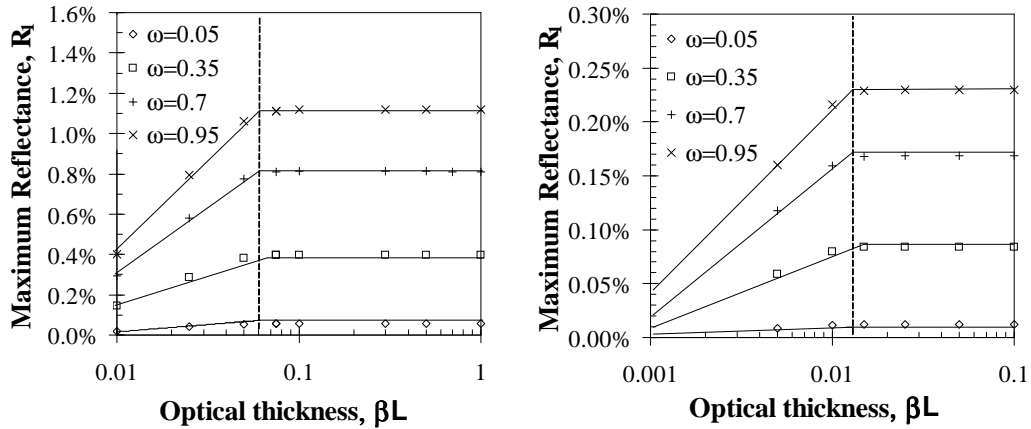 Maximum Reflectance, R₁
1.6%
1.4%
1.2%
1.0%
0.8%
0.6%
0.4%
0.2%
0.0%
ω=0.05
ω=0.35
ω=0.7
ω=0.95
0.01
0.1
1
Optical thickness, βL
Maximum Reflectance, R₁
0.30%
0.25%
0.20%
0.15%
0.10%
0.05%
0.00%
ω=0.05
ω=0.35
ω=0.7
ω=0.95
0.001
0.01
0.1
Optical thickness, βL